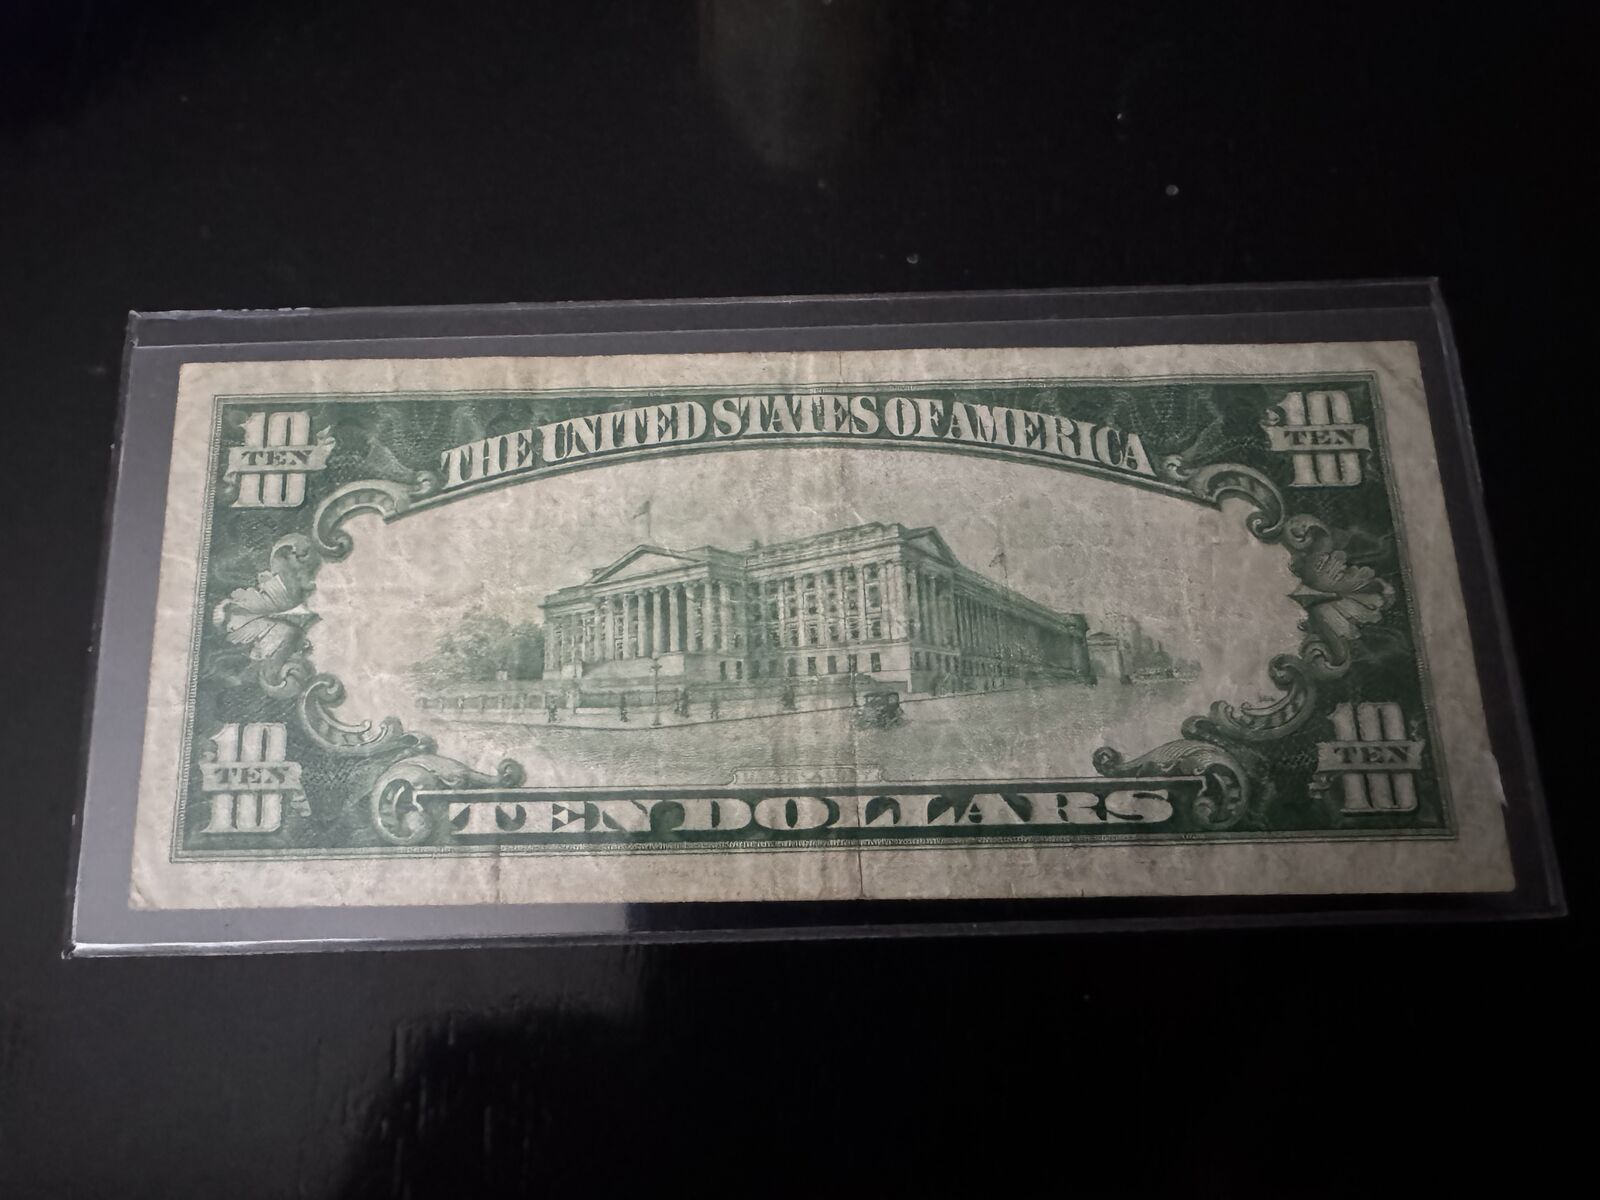 THE UNITED STATES OF AMERICA
10 TEN 10
10 TEN 10
10 TEN 10
10 TEN 10
TEN DOLLARS